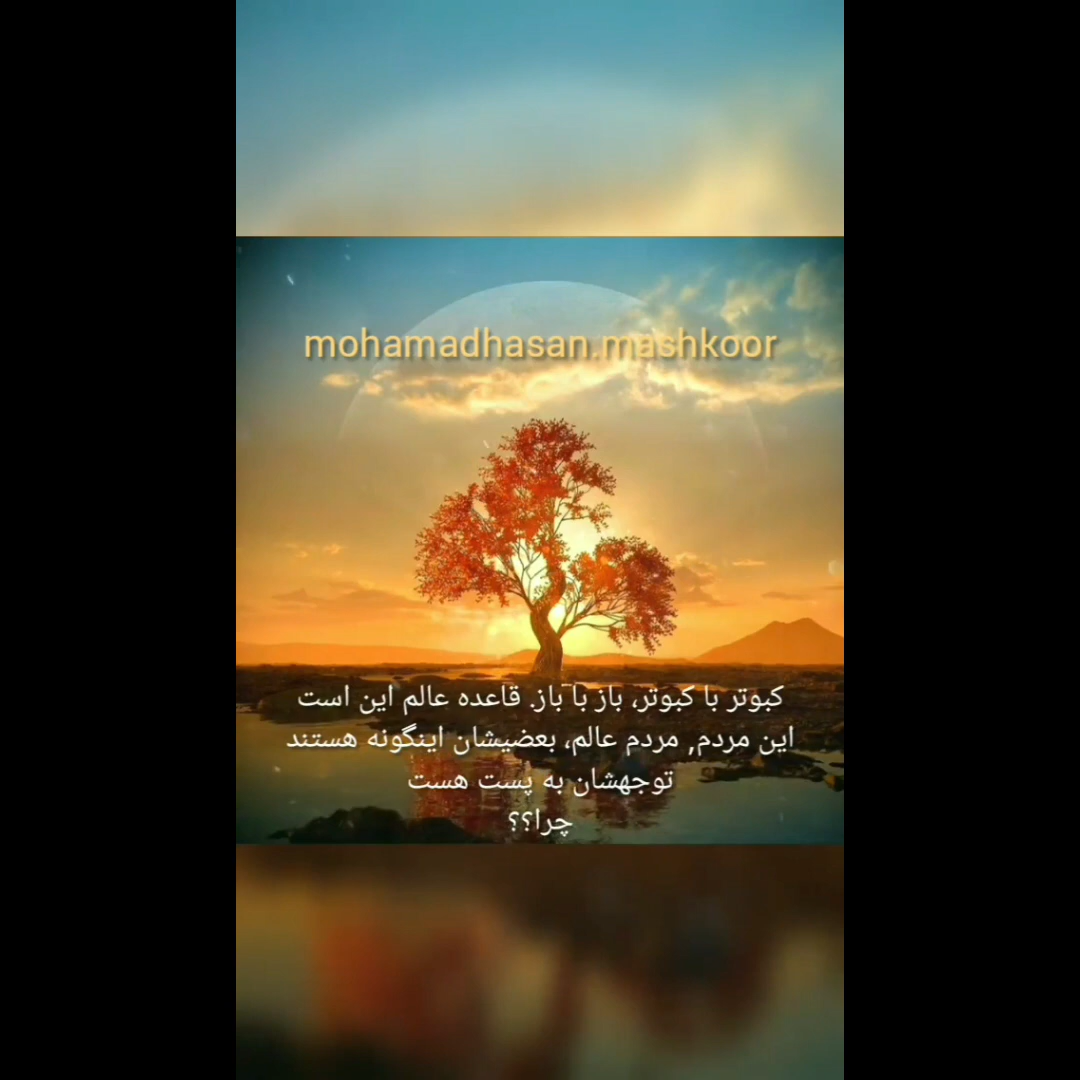 mohamadhasan.mashkoor
کبوتر با کبوتر، باز با باز. قاعده عالم این است
این مردم, مردم عالم، بعضیشان اینگونه هستند
توجهشان به پست هست
چرا؟؟